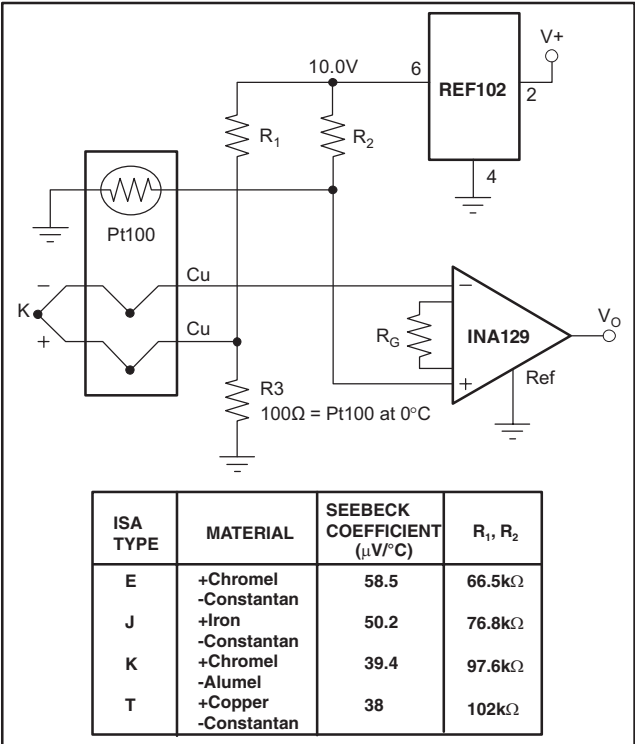 V+
10.0V
6
REF102
2
R1
R2
4
Pt100
−
Cu
K
+
Cu
−
RG
INA129
VO
+
Ref
R3
100Ω = Pt100 at 0°C
ISA TYPE
MATERIAL
SEEBECK COEFFICIENT (μV/°C)
R1, R2
E
+Chromel
-Constantan
58.5
66.5kΩ
J
+Iron
-Constantan
50.2
76.8kΩ
K
+Chromel
-Alumel
39.4
97.6kΩ
T
+Copper
-Constantan
38
102kΩ